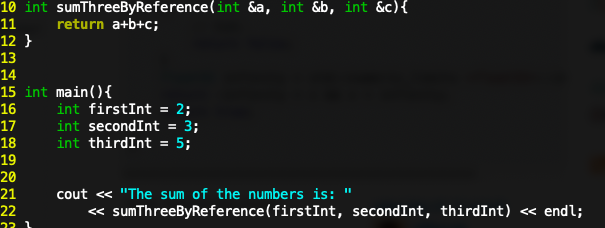 10 int sumThreeByReference(int &a, int &b, int &c){
11     return a+b+c;
12 }
13
14
15 int main(){
16     int firstInt = 2;
17     int secondInt = 3;
18     int thirdInt = 5;
19
20
21     cout << "The sum of the numbers is: "
22         << sumThreeByReference(firstInt, secondInt, thirdInt) << endl;
23 }